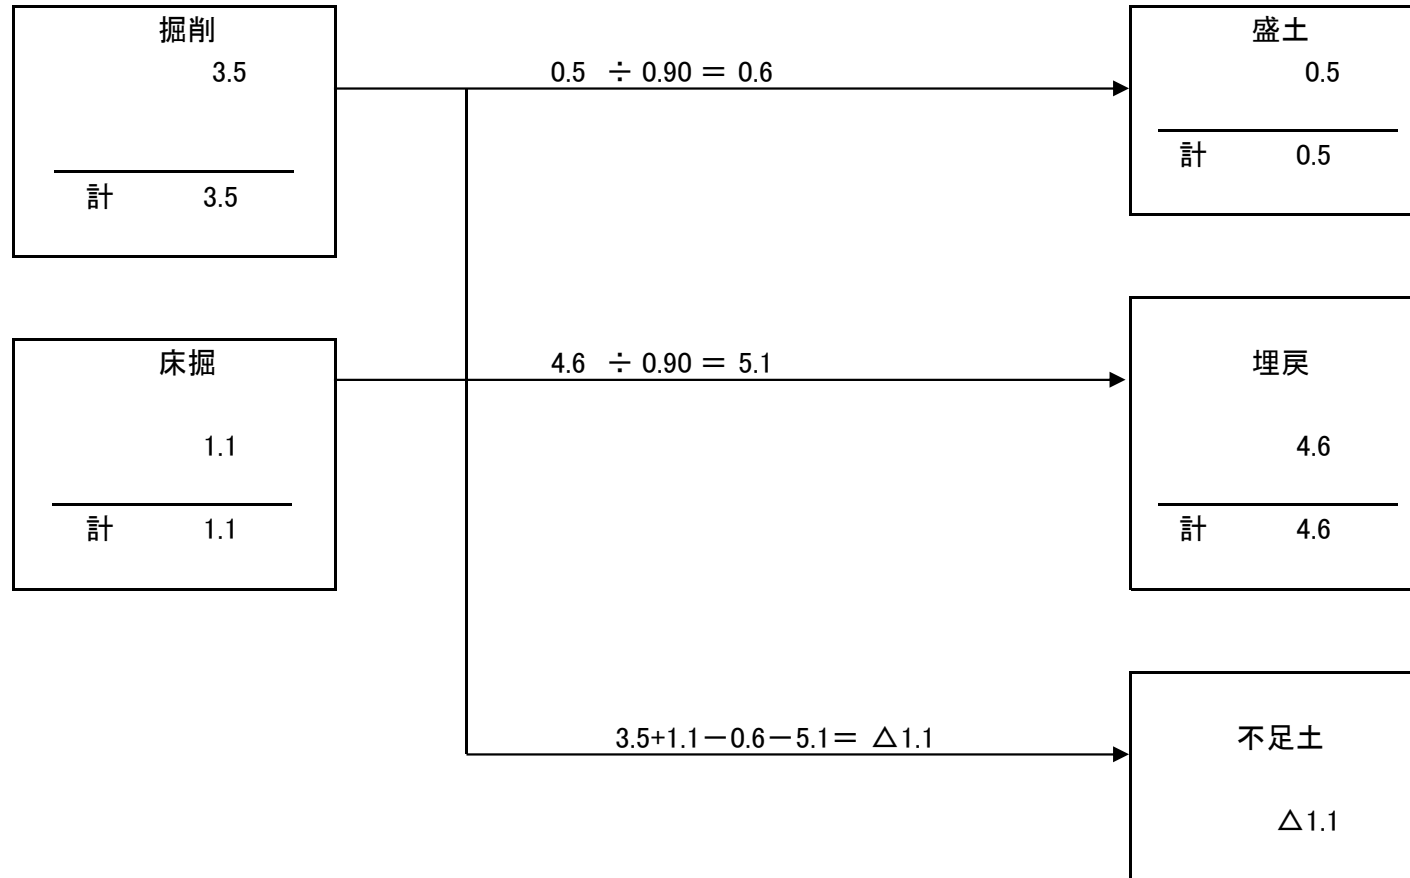 掘削
3.5
計 3.5
0.5 ÷ 0.90 ＝ 0.6
盛土
0.5
計 0.5
床掘
1.1
計 1.1
4.6 ÷ 0.90 ＝ 5.1
埋戻
4.6
計 4.6
3.5+1.1－0.6－5.1＝ △1.1
不足土
△1.1